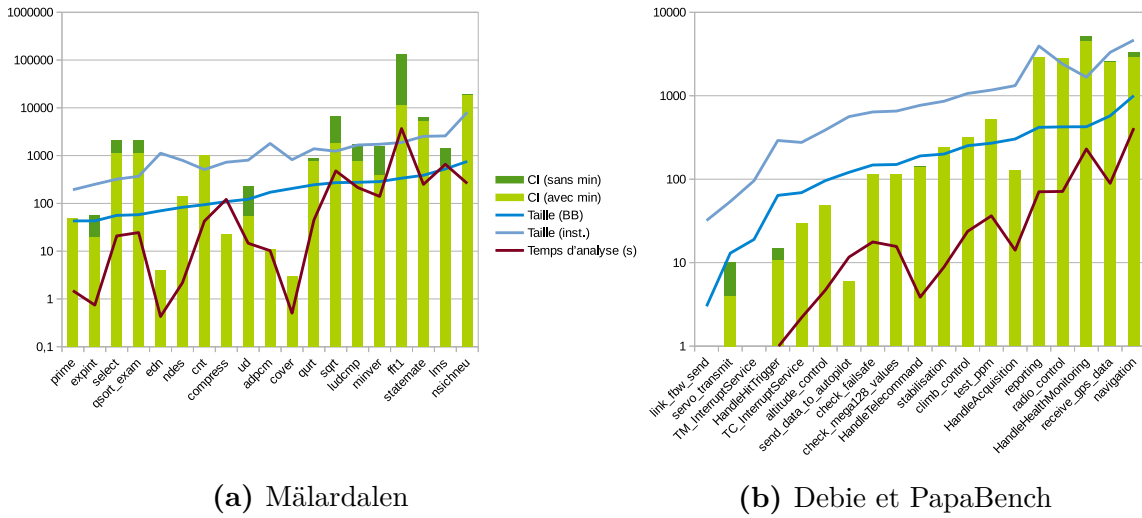 1000000
100000
10000
1000
100
10
1
0,1
prime
expint
select
qsort_exam
edn
ndes
cnt
compress
ud
adpcm
cover
qurt
sqrt
ludcmp
minver
fft1
statemate
lms
nsichneu
CI (sans min)
CI (avec min)
Taille (BB)
Taille (inst.)
Temps d'analyse (s)
(a) Mälardalen
10000
1000
100
10
1
link_fbw_send
servo_transmit
TM_InterruptService
HandleHitTrigger
TC_InterruptService
altitude_control
send_data_to_autopilot
check_failsafe
check_mega128_values
HandleTelecommand
stabilisation
climb_control
test_ppm
HandleAcquisition
reporting
radio_control
HandleHealthMonitoring
receive_gps_data
navigation
(b) Debie et PapaBench